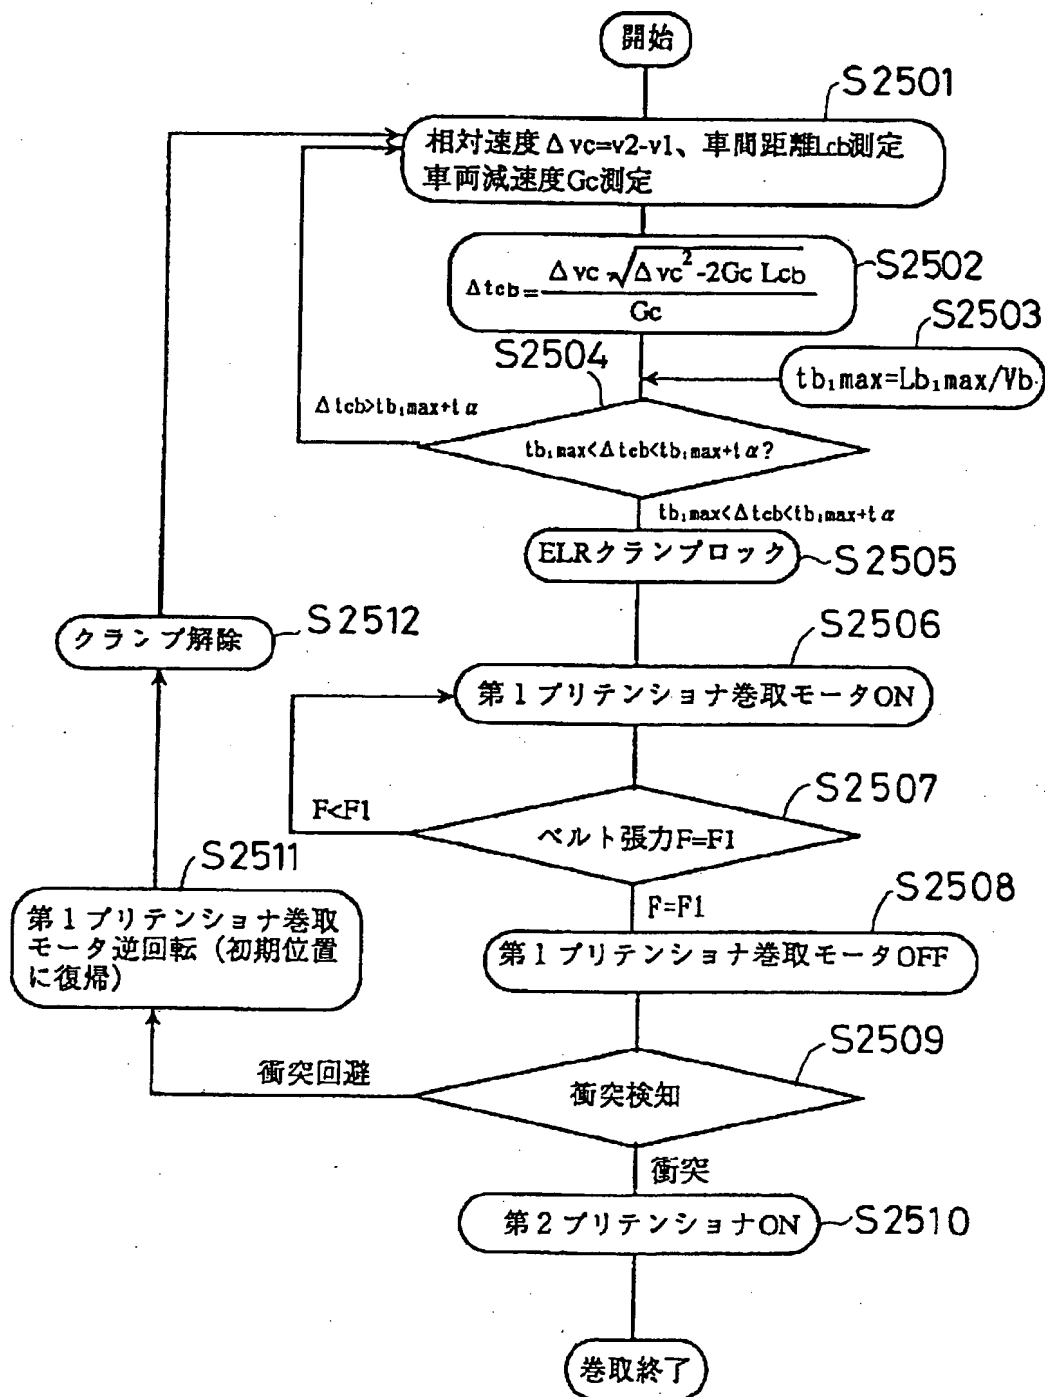 開始
S2501
相対速度Δvc=v2-v1、車間距離Lcb測定
車両減速度Gc測定
S2502
Δtcb=
Δvc-√Δvc²-2Gc Lcb
Gc
S2503
tb₁max=Lb₁max/Vb
S2504
Δtcb>tb₁max+tα
tb₁max<Δtcb<tb₁max+tα?
tb₁max<Δtcb<tb₁max+tα
ELRクランプロック
S2505
S2512
クランプ解除
S2506
第1プリテンショナ巻取モータON
S2507
F<F1
ベルト張力F=F1
S2511
第1プリテンショナ巻取
モータ逆回転（初期位置
に復帰）
F=F1
S2508
第1プリテンショナ巻取モータOFF
S2509
衝突回避
衝突検知
衝突
第2プリテンショナON
S2510
巻取終了